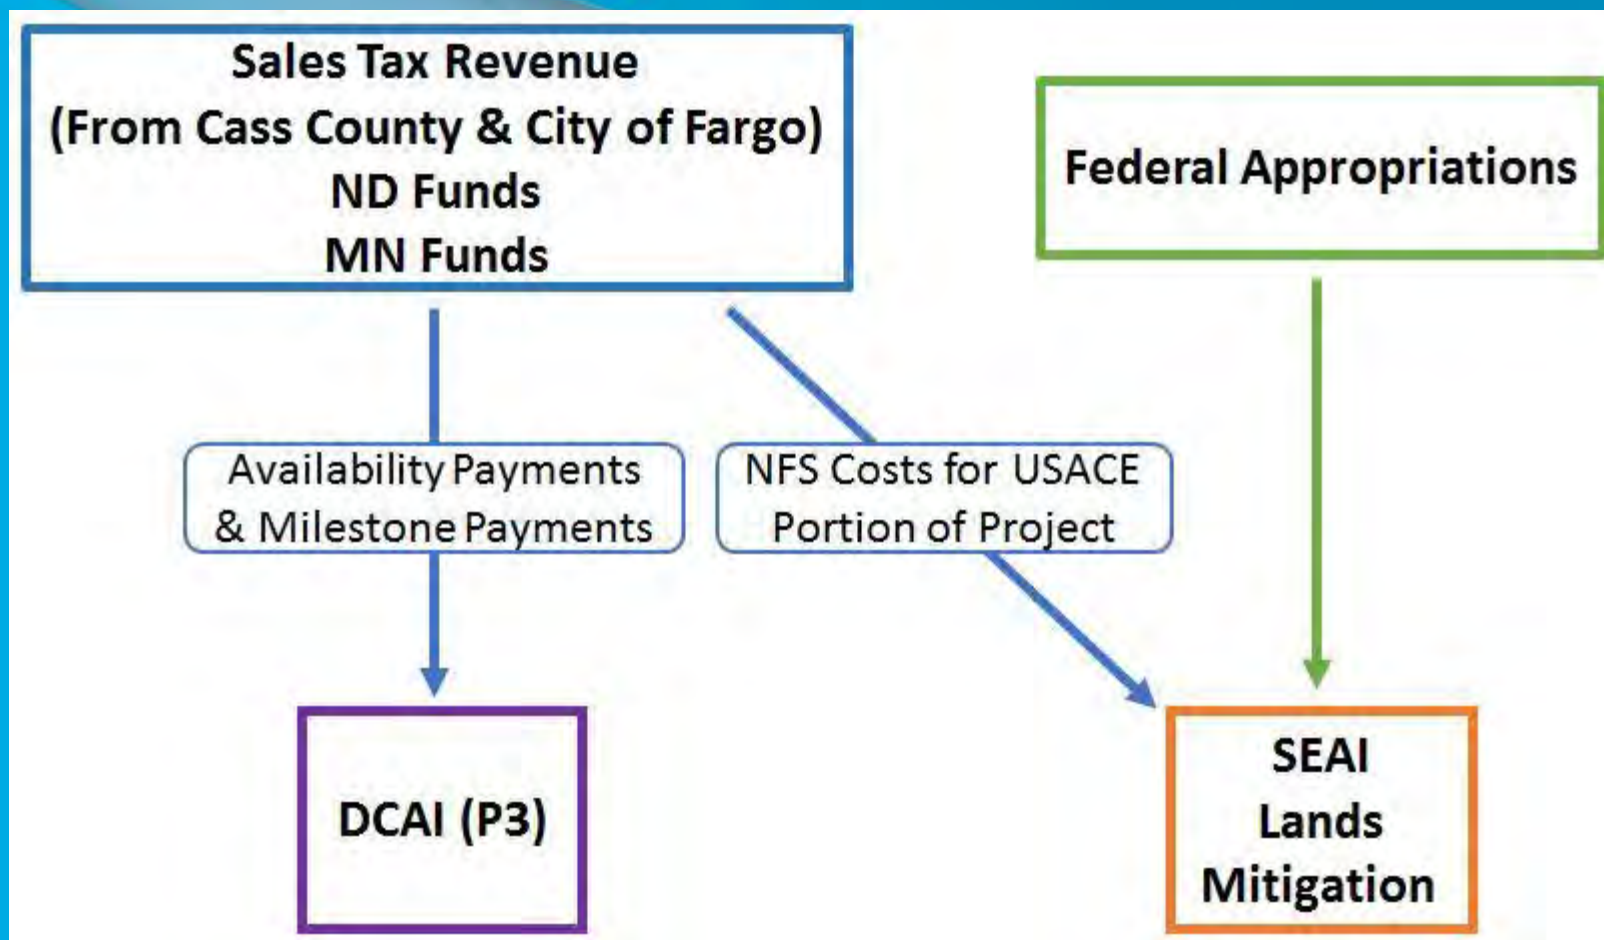 Sales Tax Revenue
(From Cass County & City of Fargo)
ND Funds
MN Funds
Federal Appropriations
Availability Payments
& Milestone Payments
NFS Costs for USACE
Portion of Project
DCAI (P3)
SEAI
Lands
Mitigation